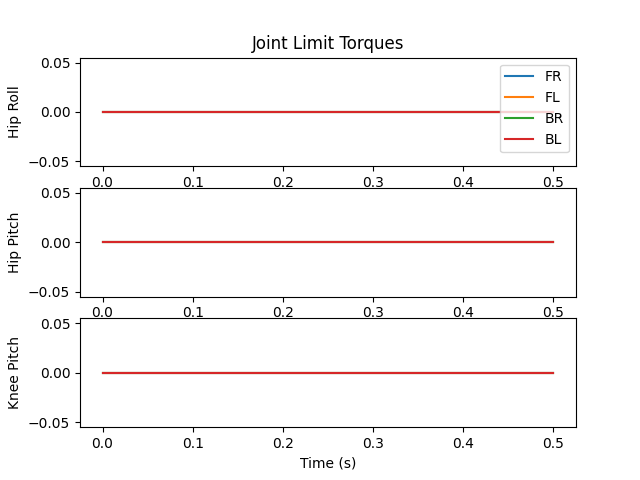 Joint Limit Torques
Hip Roll
0.05
0.00
−0.05
FR
FL
BR
BL
0.0 0.1 0.2 0.3 0.4 0.5
Hip Pitch
0.05
0.00
−0.05
0.0 0.1 0.2 0.3 0.4 0.5
Knee Pitch
0.05
0.00
−0.05
0.0 0.1 0.2 0.3 0.4 0.5
Time (s)